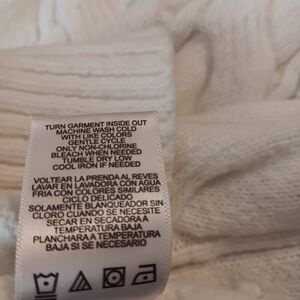 TURN GARMENT INSIDE OUT
MACHINE WASH COLD
WITH LIKE COLORS
GENTLE CYCLE
ONLY NON-CHLORINE
BLEACH WHEN NEEDED
TUMBLE DRY LOW
COOL IRON IF NEEDED
VOLTEAR LA PRENDA AL REVES
LAVAR EN LAVADORA CON AGUA
FRIA CON COLORES SIMILARES
CICLO DELICADO
SOLAMENTE BLANQUEADOR SIN
CLORO CUANDO SE NECESITE
SECAR EN SECADORA A
TEMPERATURA BAJA
PLANCHAR A TEMPERATURA
BAJA SI ES NECESARIO